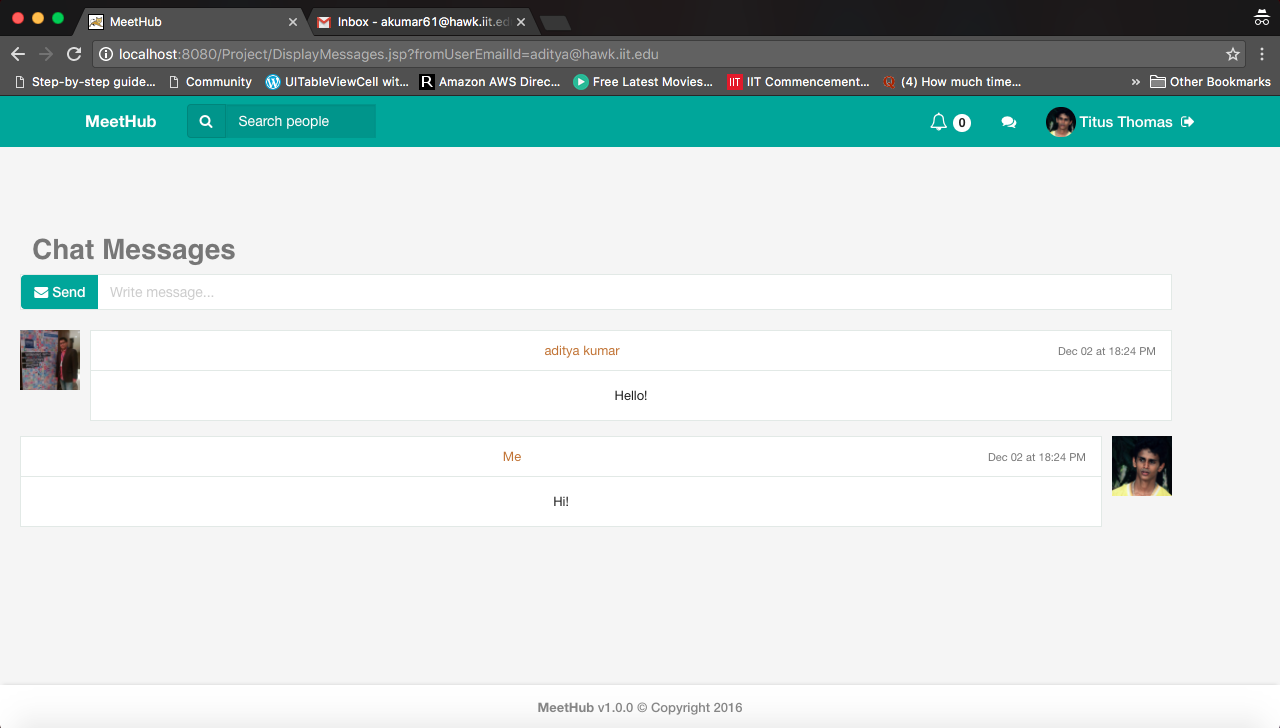 MeetHub
Inbox - akumar61@hawk.iit.ed
localhost:8080/Project/DisplayMessages.jsp?fromUserEmailId=aditya@hawk.iit.edu
Step-by-step guide... Community UITableViewCell wit... R Amazon AWS Direc... Free Latest Movies... IIT IIT Commencement... (4) How much time... » Other Bookmarks
MeetHub Search people 0 Titus Thomas
Chat Messages
Send Write message...
aditya kumar Dec 02 at 18:24 PM
Hello!
Me Dec 02 at 18:24 PM
Hi!
MeetHub v1.0.0 © Copyright 2016